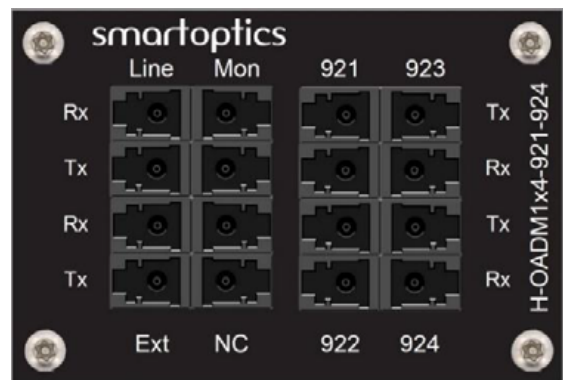 smartoptics
Line Mon 921 923
Rx Tx
Tx Rx
Rx Tx
Tx Rx
Ext NC 922 924
H-OADM1x4-921-924